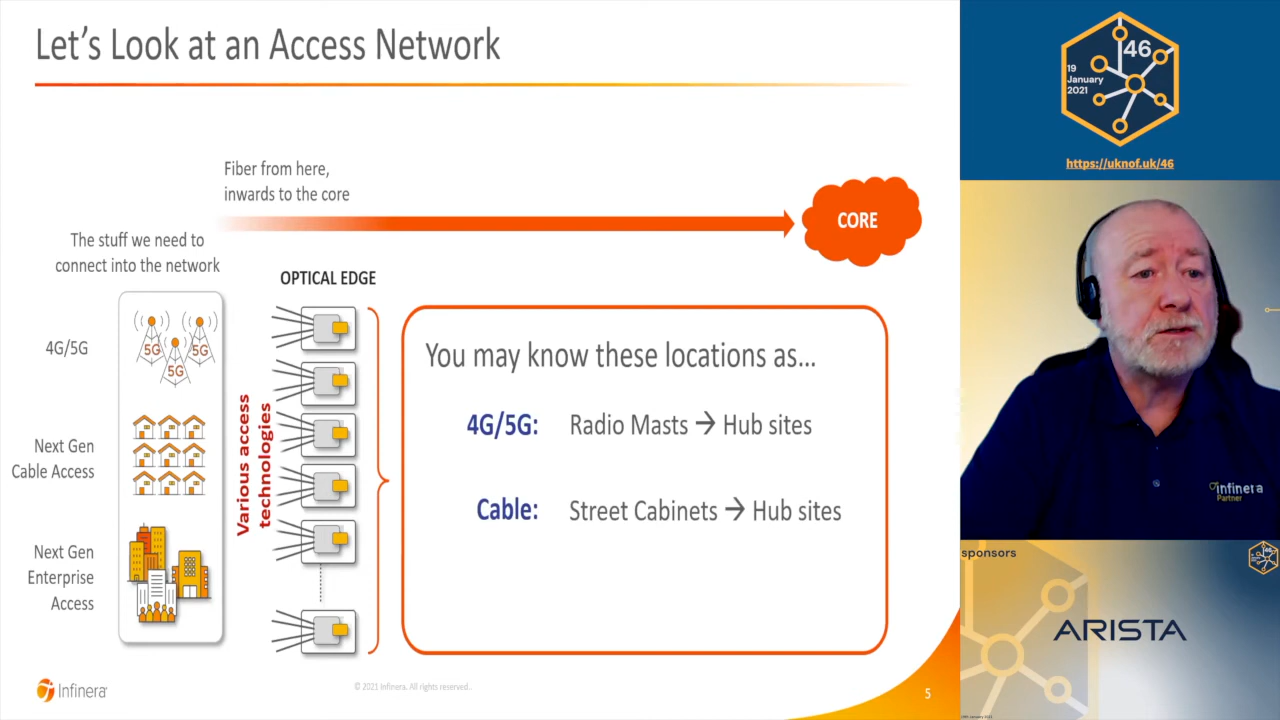 Let's Look at an Access Network
Fiber from here,
inwards to the core
CORE
The stuff we need to
connect into the network
OPTICAL EDGE
4G/5G
5G
5G
5G
Next Gen
Cable Access
Next Gen
Enterprise
Access
Various access
technologies
You may know these locations as...
4G/5G: Radio Masts → Hub sites
Cable: Street Cabinets → Hub sites
Infinera
© 2021 Infinera. All rights reserved.
5
46
19
January
2021
https://uknof.uk/46
infinera
Partner
sponsors
46
ARISTA